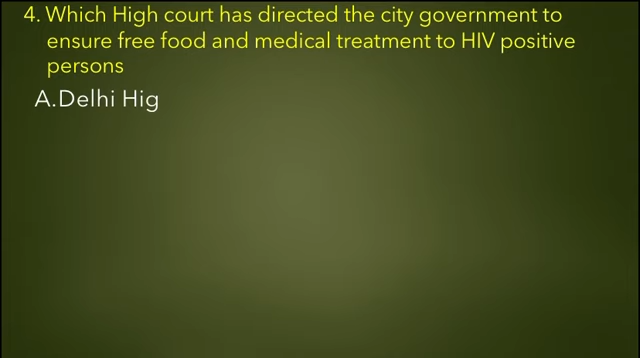 4. Which High court has directed the city government to
ensure free food and medical treatment to HIV positive
persons
A.Delhi Hig